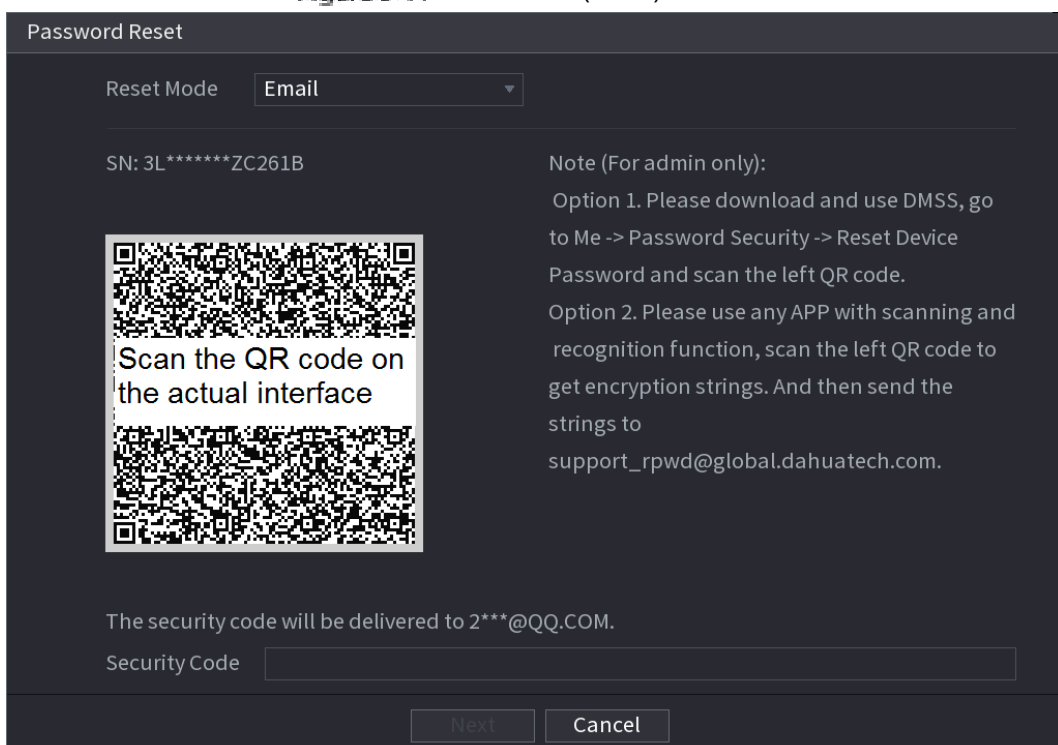 Password Reset
Reset Mode Email
SN: 3L*******ZC261B
Note (For admin only):
Option 1. Please download and use DMSS, go
to Me -> Password Security -> Reset Device
Password and scan the left QR code.
Option 2. Please use any APP with scanning and
recognition function, scan the left QR code to
get encryption strings. And then send the
strings to
support_rpwd@global.dahuatech.com.
Scan the QR code on
the actual interface
The security code will be delivered to 2***@QQ.COM.
Security Code
Next Cancel